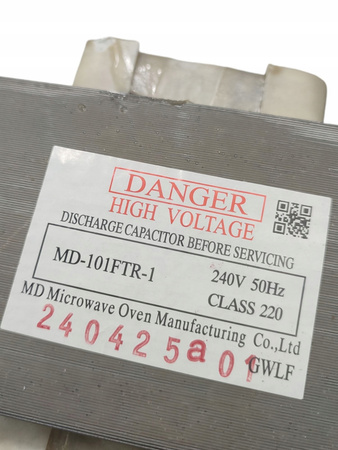 DANGER
HIGH VOLTAGE
DISCHARGE CAPACITOR BEFORE SERVICING
MD-101FTR-1 240V 50Hz
CLASS 220
MD Microwave Oven Manufacturing Co.,Ltd
240425a01
GWLF